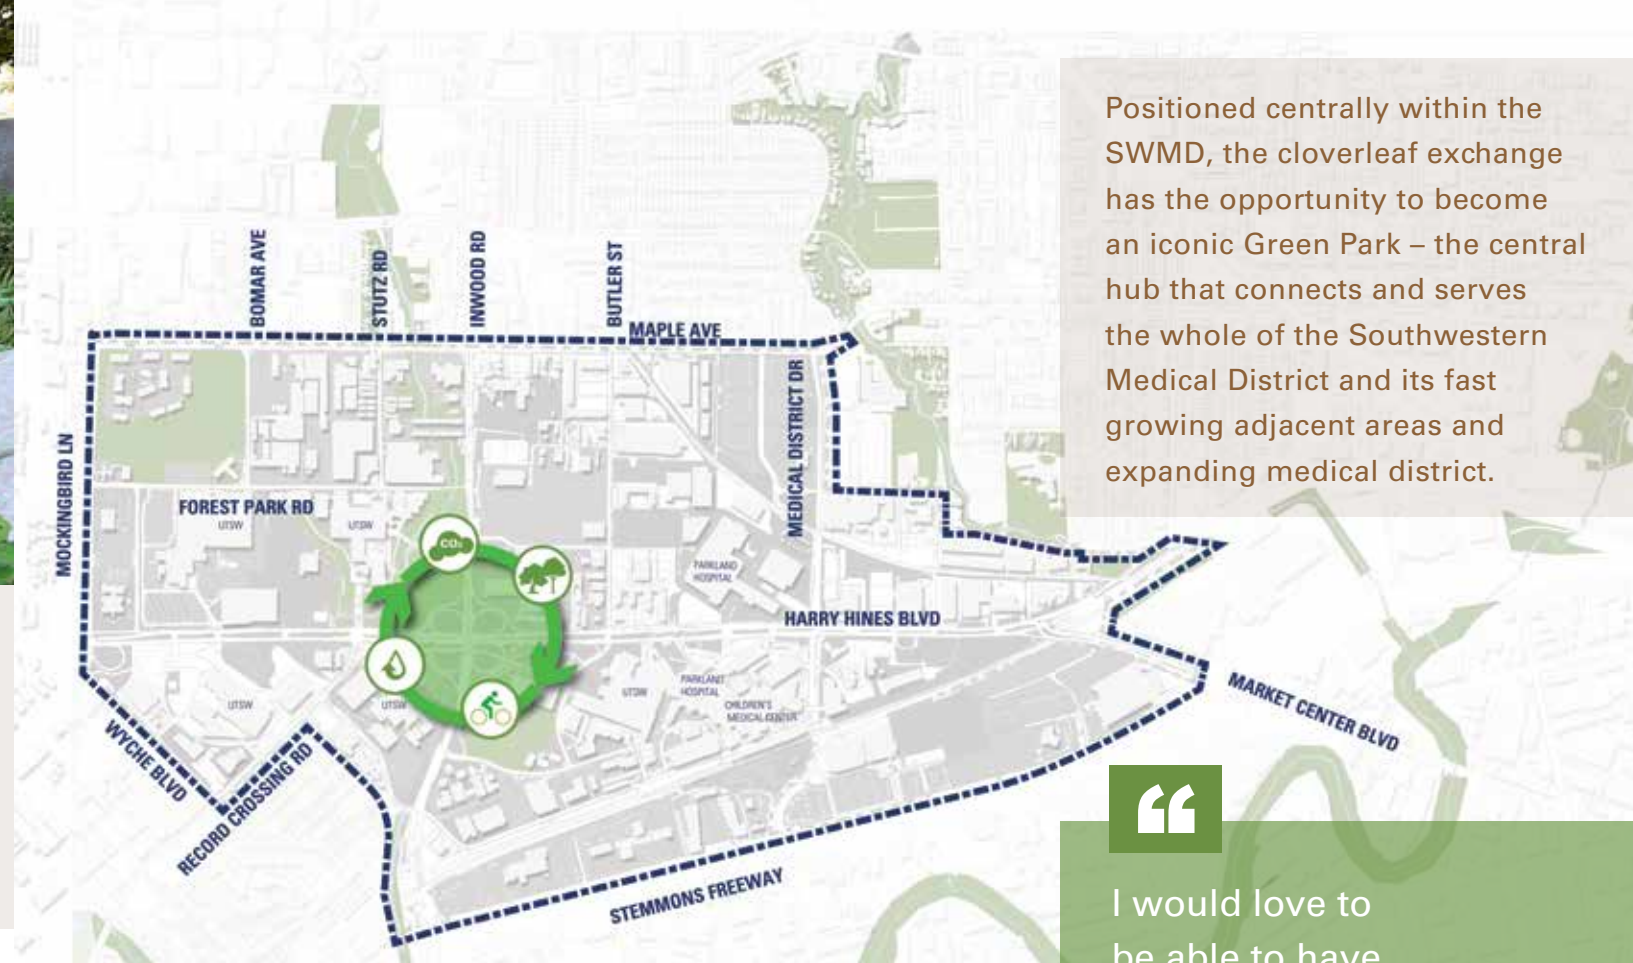 Positioned centrally within the
SWMD, the cloverleaf exchange
has the opportunity to become
an iconic Green Park – the central
hub that connects and serves
the whole of the Southwestern
Medical District and its fast
growing adjacent areas and
expanding medical district.
BOMAR AVE
STUTZ RD
INWOOD RD
BUTLER ST
MAPLE AVE
MEDICAL DISTRICT DR
MOCKINGBIRD LN
FOREST PARK RD
UTSW
UTSW
CO₂
PARKLAND
HOSPITAL
HARRY HINES BLVD
UTSW
UTSW
UTSW
PARKLAND
HOSPITAL
CHILDREN'S
MEDICAL CENTER
WYCHE BLVD
RECORD CROSSING RD
MARKET CENTER BLVD
STEMMONS FREEWAY
“
I would love to
be able to have